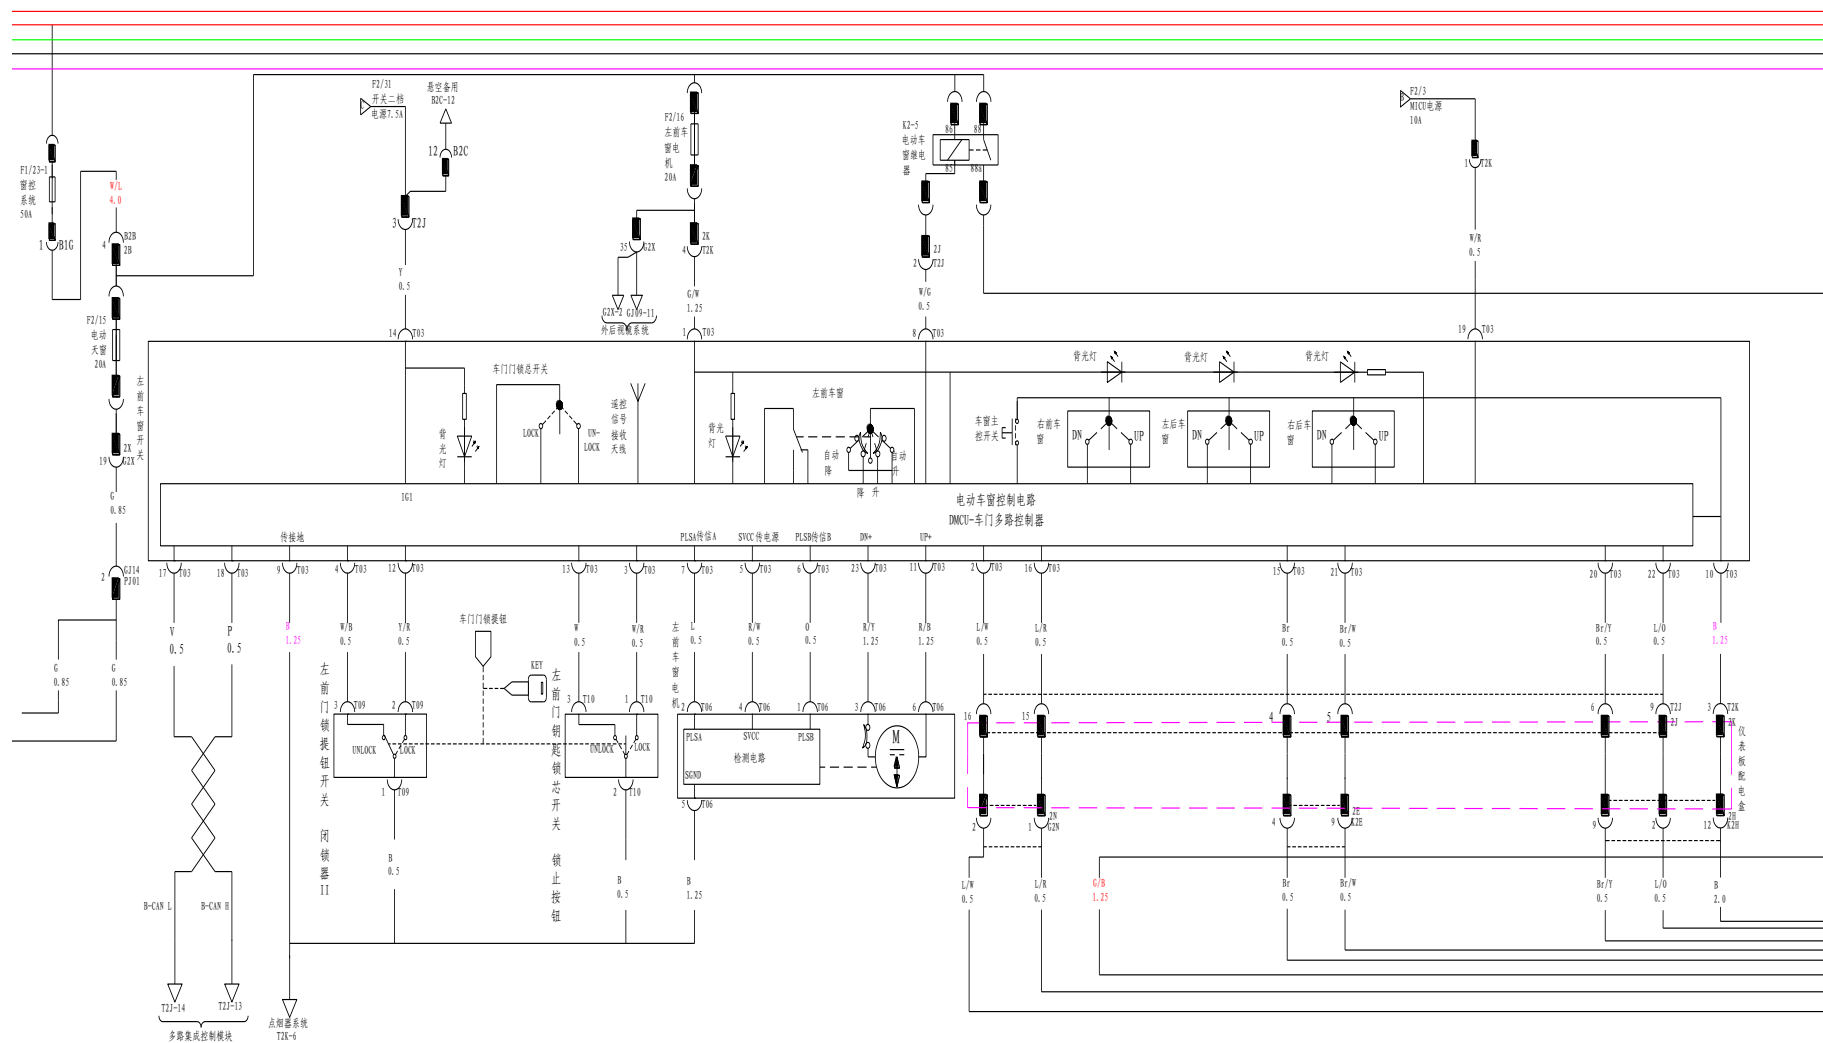 F2/31
开关二档
电源7.5A
悬空备用
B2C-12
12 B2C
3 T2J
Y
0.5
F1/23-1
窗控
系统
50A
1 B1G
W/L
4.0
4 B2B
2B
F2/15
电动
天窗
20A
左前车窗开关
2X
19 G2X
G
0.85
2 GJ14
PJ01
G
0.85
G
0.85
F2/16
左前车
窗电
机
20A
35 G2X
2K
4 T2K
G2X-2 GJ09-11
外后视镜系统
G/W
1.25
K2-5
电动车
窗继电
器
86 88
85 88a
2J
2 T2J
W/G
0.5
F2/3
MICU电源
10A
1 T2K
W/R
0.5
14 T03
1 T03
8 T03
19 T03
车门门锁总开关
背光灯
LOCK
UN-
LOCK
遥控
信号
接收
天线
背光
灯
左前车窗
自动
降
自动
升
降 升
背光灯
背光灯
背光灯
车窗主
控开关
右前车
窗
DN UP
左后车
窗
DN UP
右后车
窗
DN UP
IG1
电动车窗控制电路
DMCU-车门多路控制器
传接地
PLSA传信A
SVCC 传电源
PLSB传信B
DN+
UP+
17 T03
18 T03
9 T03
4 T03
12 T03
13 T03
3 T03
7 T03
5 T03
6 T03
23 T03
11 T03
2 T03
16 T03
15 T03
21 T03
20 T03
22 T03
10 T03
V
0.5
P
0.5
B
1.25
W/B
0.5
Y/R
0.5
车门门锁提钮
KEY
W
0.5
W/R
0.5
L
0.5
R/W
0.5
O
0.5
R/Y
1.25
R/B
1.25
L/W
0.5
L/R
0.5
Br
0.5
Br/W
0.5
Br/Y
0.5
L/O
0.5
B
1.25
左前门锁提钮开关 闭锁器II
3 T09
2 T09
UNLOCK LOCK
1 T09
左前门钥匙锁芯开关 锁止按钮
3 T10
1 T10
UNLOCK LOCK
2 T10
左前车窗电机
2 T06
4 T06
1 T06
3 T06
6 T06
PLSA SVCC PLSB
检测电路
SGND
M
5 T06
16
15
4
5
6
9 T2J
2J
3 T2K
2K
仪表板配电盒
2
1 2N
G2N
4
9 2E
K2E
9
2
12 2H
K2H
B
0.5
B
0.5
B
1.25
L/W
0.5
L/R
0.5
G/B
1.25
Br
0.5
Br/W
0.5
Br/Y
0.5
L/O
0.5
B
2.0
B-CAN L
B-CAN H
T2J-14
T2J-13
多路集成控制模块
点烟器系统
T2K-6